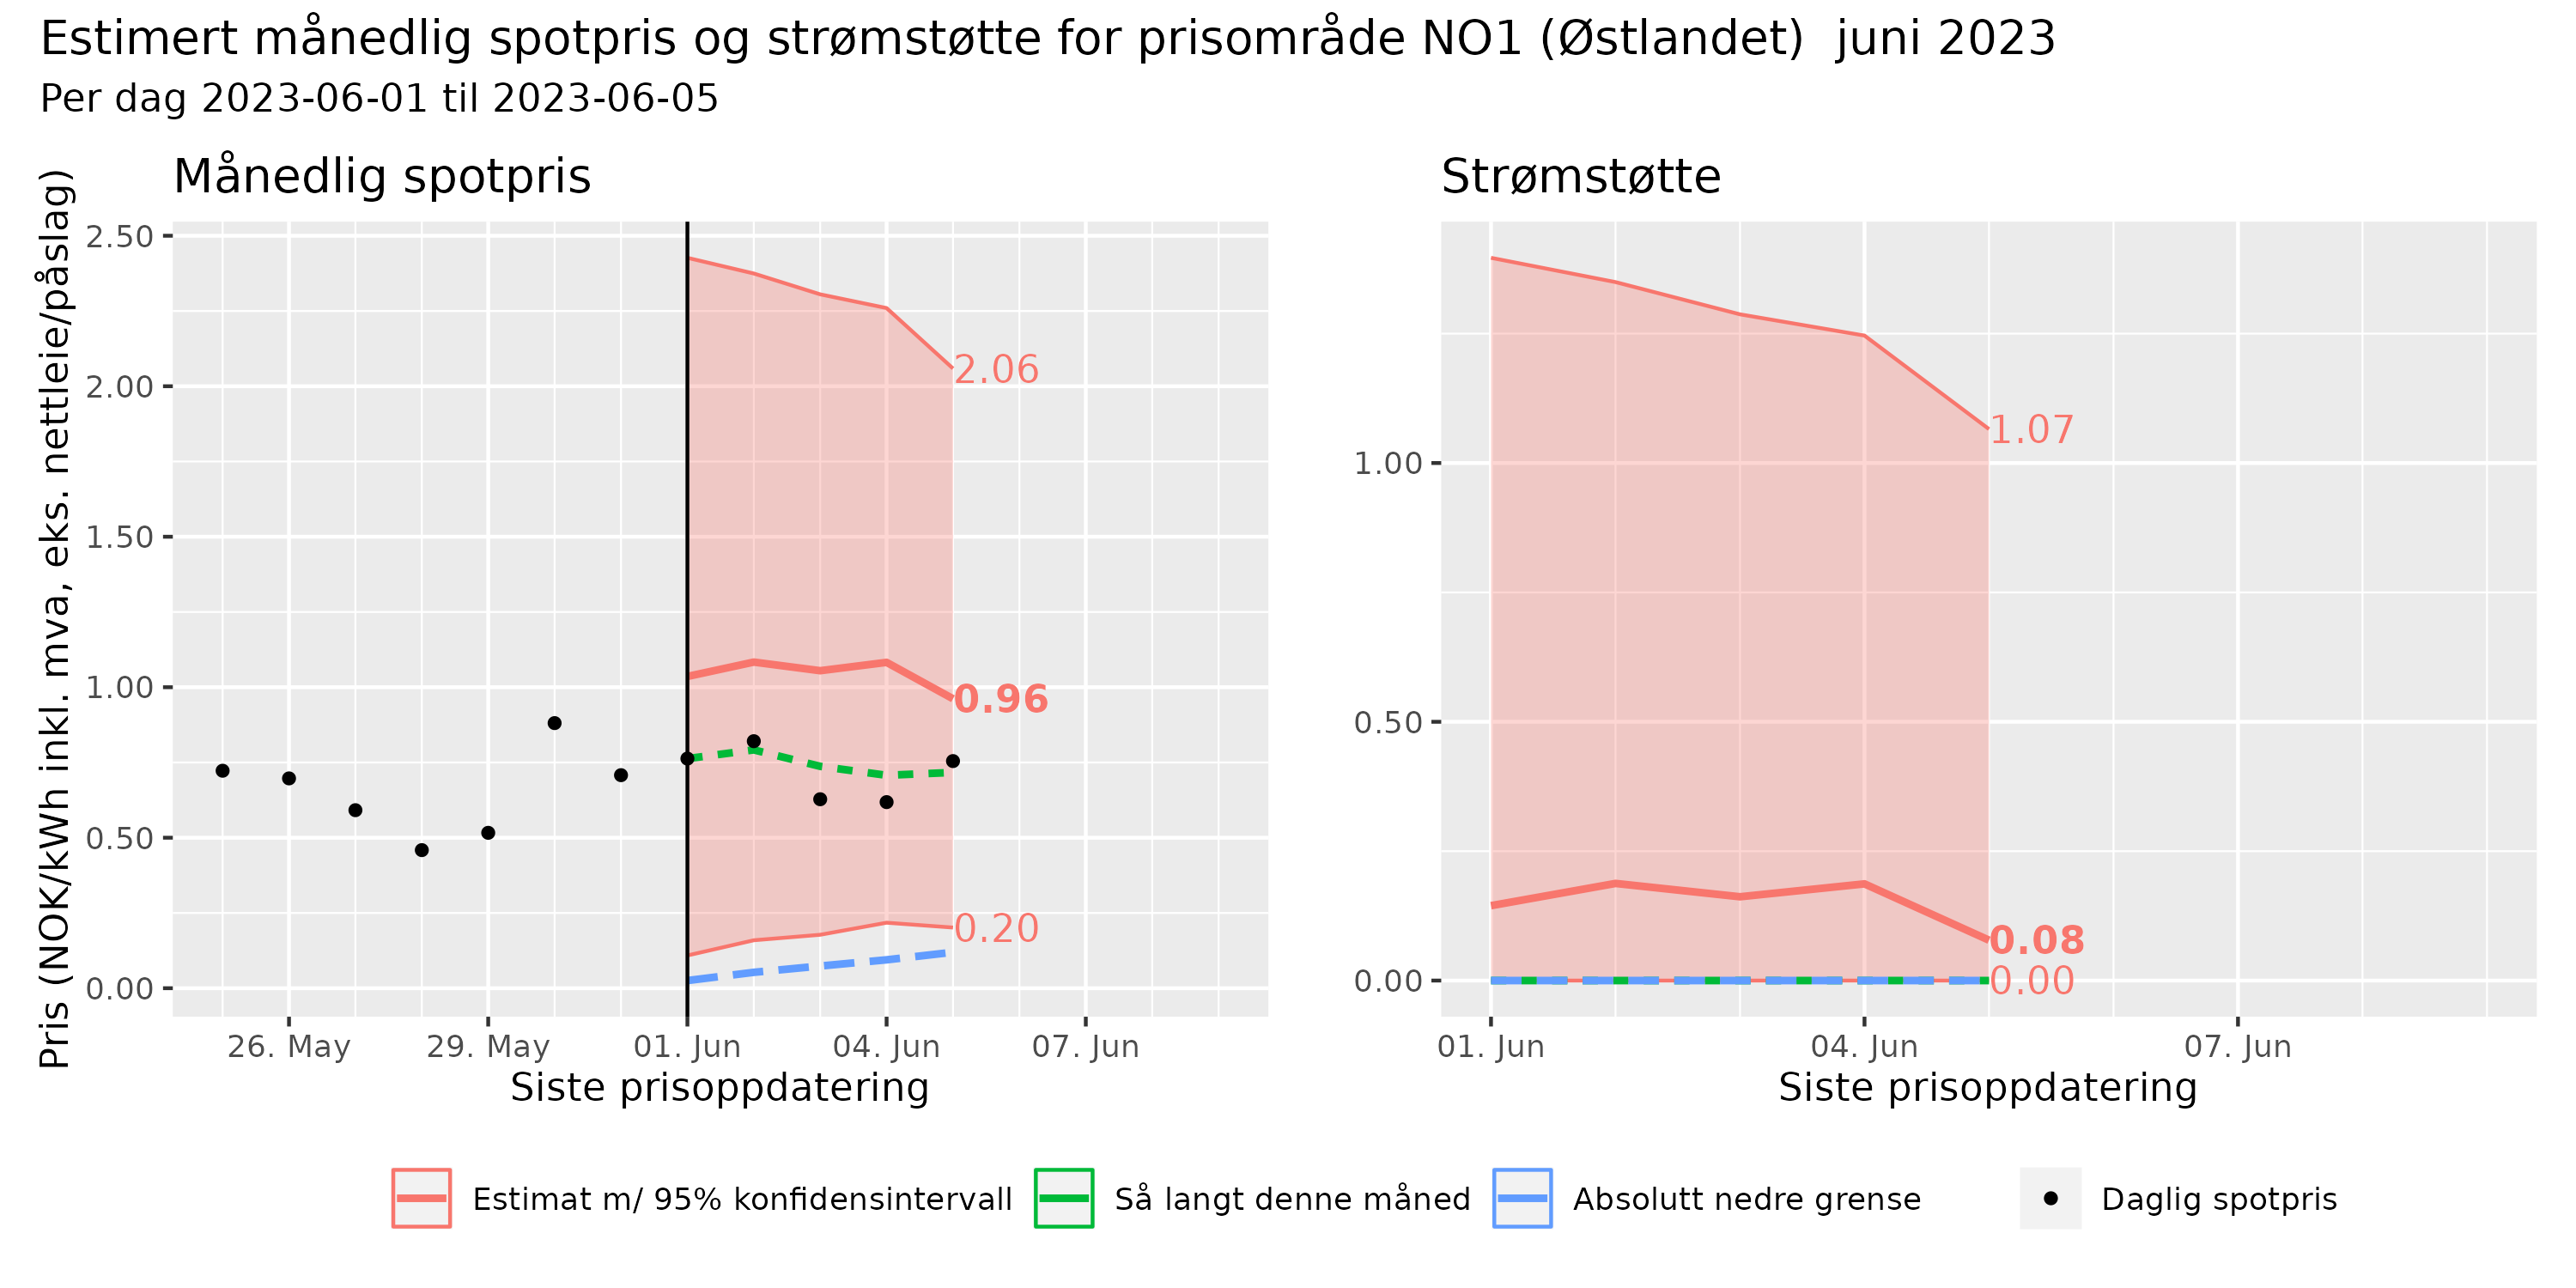 Estimert månedlig spotpris og strømstøtte for prisområde NO1 (Østlandet)  juni 2023
Per dag 2023-06-01 til 2023-06-05
Månedlig spotpris
Pris (NOK/kWh inkl. mva, eks. nettleie/påslag)
2.50
2.00
1.50
1.00
0.50
0.00
2.06
0.96
0.20
26. May 29. May 01. Jun 04. Jun 07. Jun
Siste prisoppdatering
Strømstøtte
1.00
0.50
0.00
1.07
0.08
0.00
01. Jun 04. Jun 07. Jun
Siste prisoppdatering
Estimat m/ 95% konfidensintervall Så langt denne måned Absolutt nedre grense Daglig spotpris